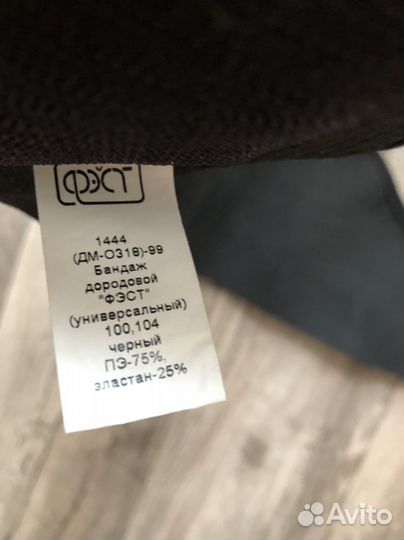 ФЭСТ
1444
(ДМ-О318)-99
Бандаж
дородовой
"ФЭСТ"
(универсальный)
100,104
черный
ПЭ-75%,
эластан-25%
Avito